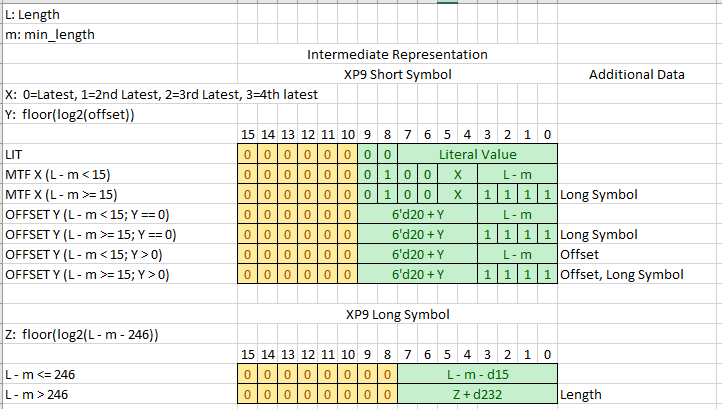 L: Length
m: min_length
Intermediate Representation
XP9 Short Symbol Additional Data
X: 0=Latest, 1=2nd Latest, 2=3rd Latest, 3=4th latest
Y: floor(log2(offset))
15 14 13 12 11 10 9 8 7 6 5 4 3 2 1 0
LIT 0 0 0 0 0 0 0 0 Literal Value
MTF X (L - m < 15) 0 0 0 0 0 0 0 1 0 0 X L - m
MTF X (L - m >= 15) 0 0 0 0 0 0 0 1 0 0 X 1 1 1 1 Long Symbol
OFFSET Y (L - m < 15; Y == 0) 0 0 0 0 0 0 6'd20 + Y L - m
OFFSET Y (L - m >= 15; Y == 0) 0 0 0 0 0 0 6'd20 + Y 1 1 1 1 Long Symbol
OFFSET Y (L - m < 15; Y > 0) 0 0 0 0 0 0 6'd20 + Y L - m Offset
OFFSET Y (L - m >= 15; Y > 0) 0 0 0 0 0 0 6'd20 + Y 1 1 1 1 Offset, Long Symbol
XP9 Long Symbol
Z: floor(log2(L - m - 246))
15 14 13 12 11 10 9 8 7 6 5 4 3 2 1 0
L - m <= 246 0 0 0 0 0 0 0 0 L - m - d15
L - m > 246 0 0 0 0 0 0 0 0 Z + d232 Length